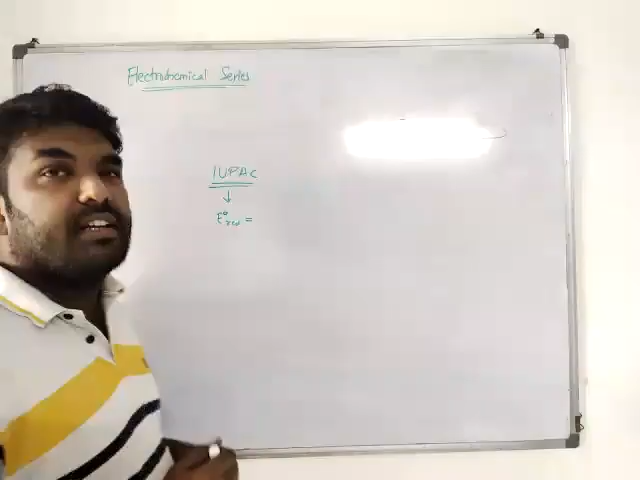 Electrochemical Series
IUPAC
↓
E°red =